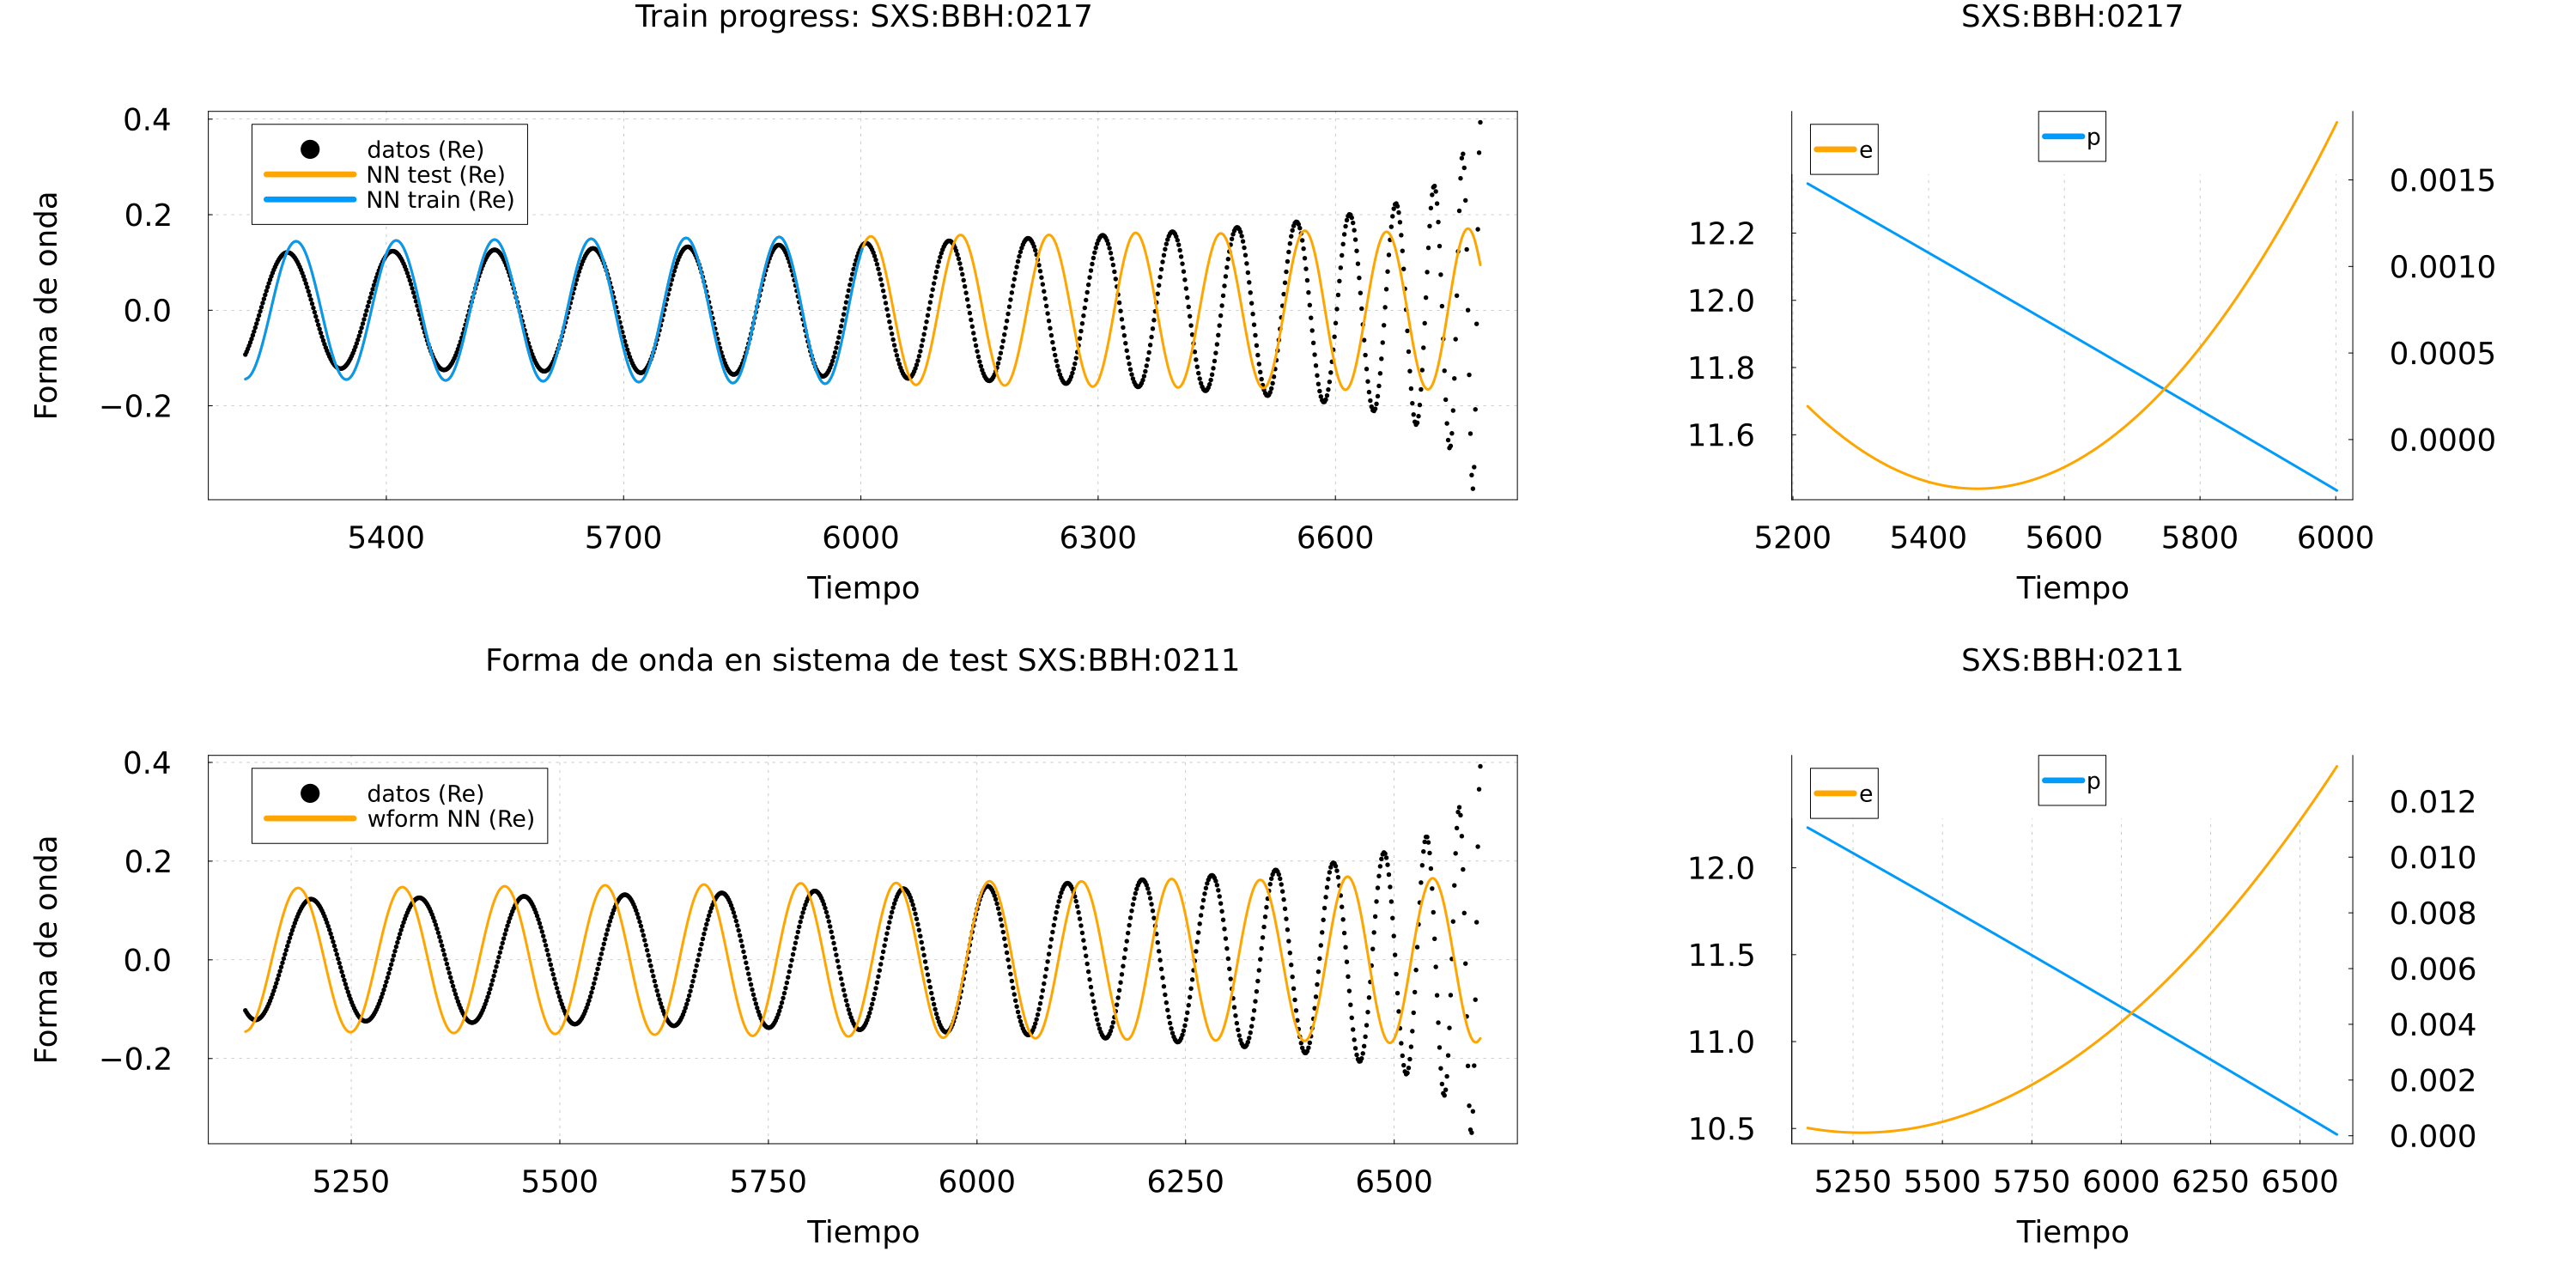 Train progress: SXS:BBH:0217
0.4
0.2
0.0
−0.2
Forma de onda
datos (Re)
NN test (Re)
NN train (Re)
5400 5700 6000 6300 6600
Tiempo
SXS:BBH:0217
e
p
12.2
12.0
11.8
11.6
0.0015
0.0010
0.0005
0.0000
5200 5400 5600 5800 6000
Tiempo
Forma de onda en sistema de test SXS:BBH:0211
0.4
0.2
0.0
−0.2
Forma de onda
datos (Re)
wform NN (Re)
5250 5500 5750 6000 6250 6500
Tiempo
SXS:BBH:0211
e
p
12.0
11.5
11.0
10.5
0.012
0.010
0.008
0.006
0.004
0.002
0.000
5250 5500 5750 6000 6250 6500
Tiempo